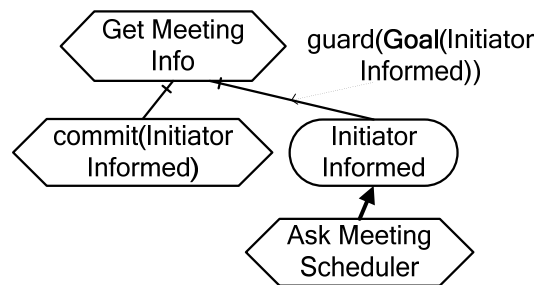 Get Meeting
Info
guard(Goal(Initiator
Informed))
commit(Initiator
Informed)
Initiator
Informed
Ask Meeting
Scheduler